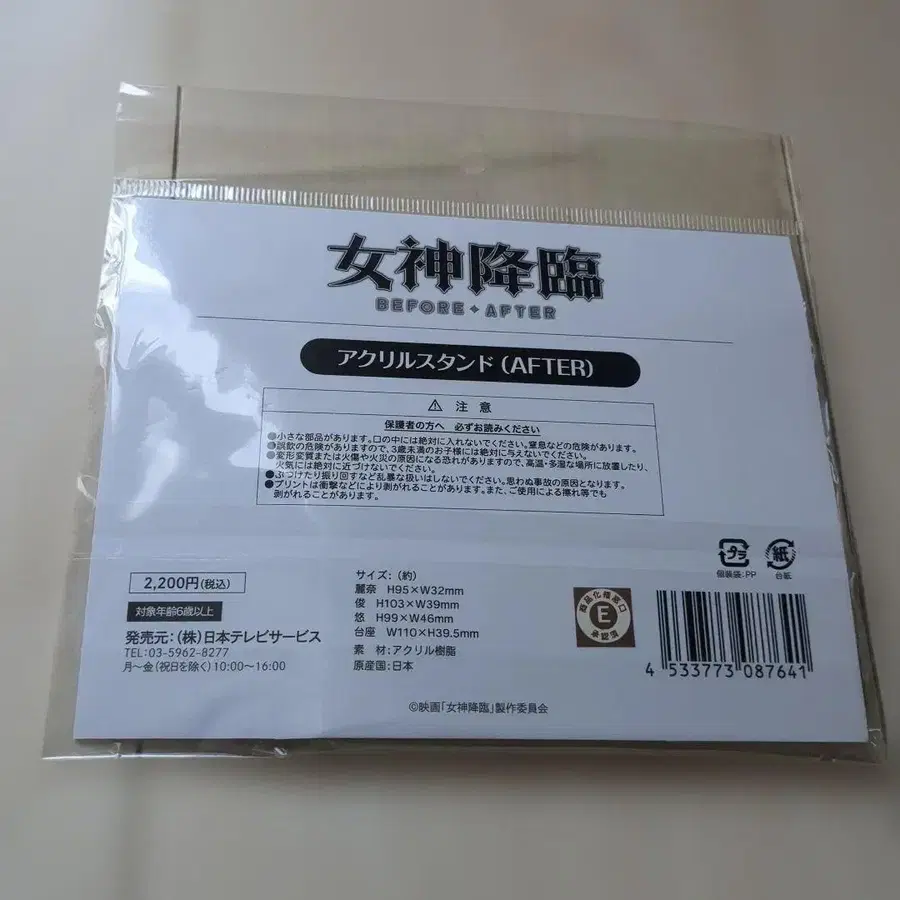 女神降臨
BEFORE✦AFTER
アクリルスタンド(AFTER)
⚠ 注意
保護者の方へ 必ずお読みください
●小さな部品があります。口の中には絶対に入れないでください。窒息などの危険があります。
●誤飲の危険がありますので、3歳未満のお子様には絶対に与えないでください。
●変形変質または火傷や火災の原因になる恐れがありますので、高温・多湿な場所に放置したり、
火気には絶対に近づけないでください。
●ぶつけたり振り回すなど乱暴な扱いはしないでください。思わぬ事故の原因となります。
●プリントは衝撃などにより剥がれることがあります。また、ご使用による擦れ等でも
剥がれることがあります。
2,200円(税込)
対象年齢6歳以上
発売元:(株)日本テレビサービス
TEL:03-5962-8277
月~金(祝日を除く)10:00~16:00
サイズ:(約)
麗奈 H95×W32mm
俊 H103×W39mm
悠 H99×W46mm
台座 W110×H39.5mm
素 材:アクリル樹脂
原産国:日本
©映画「女神降臨」製作委員会
商品化権窓口
E
承認済
プラ
個装袋:PP
紙
台紙
4 533773 087641